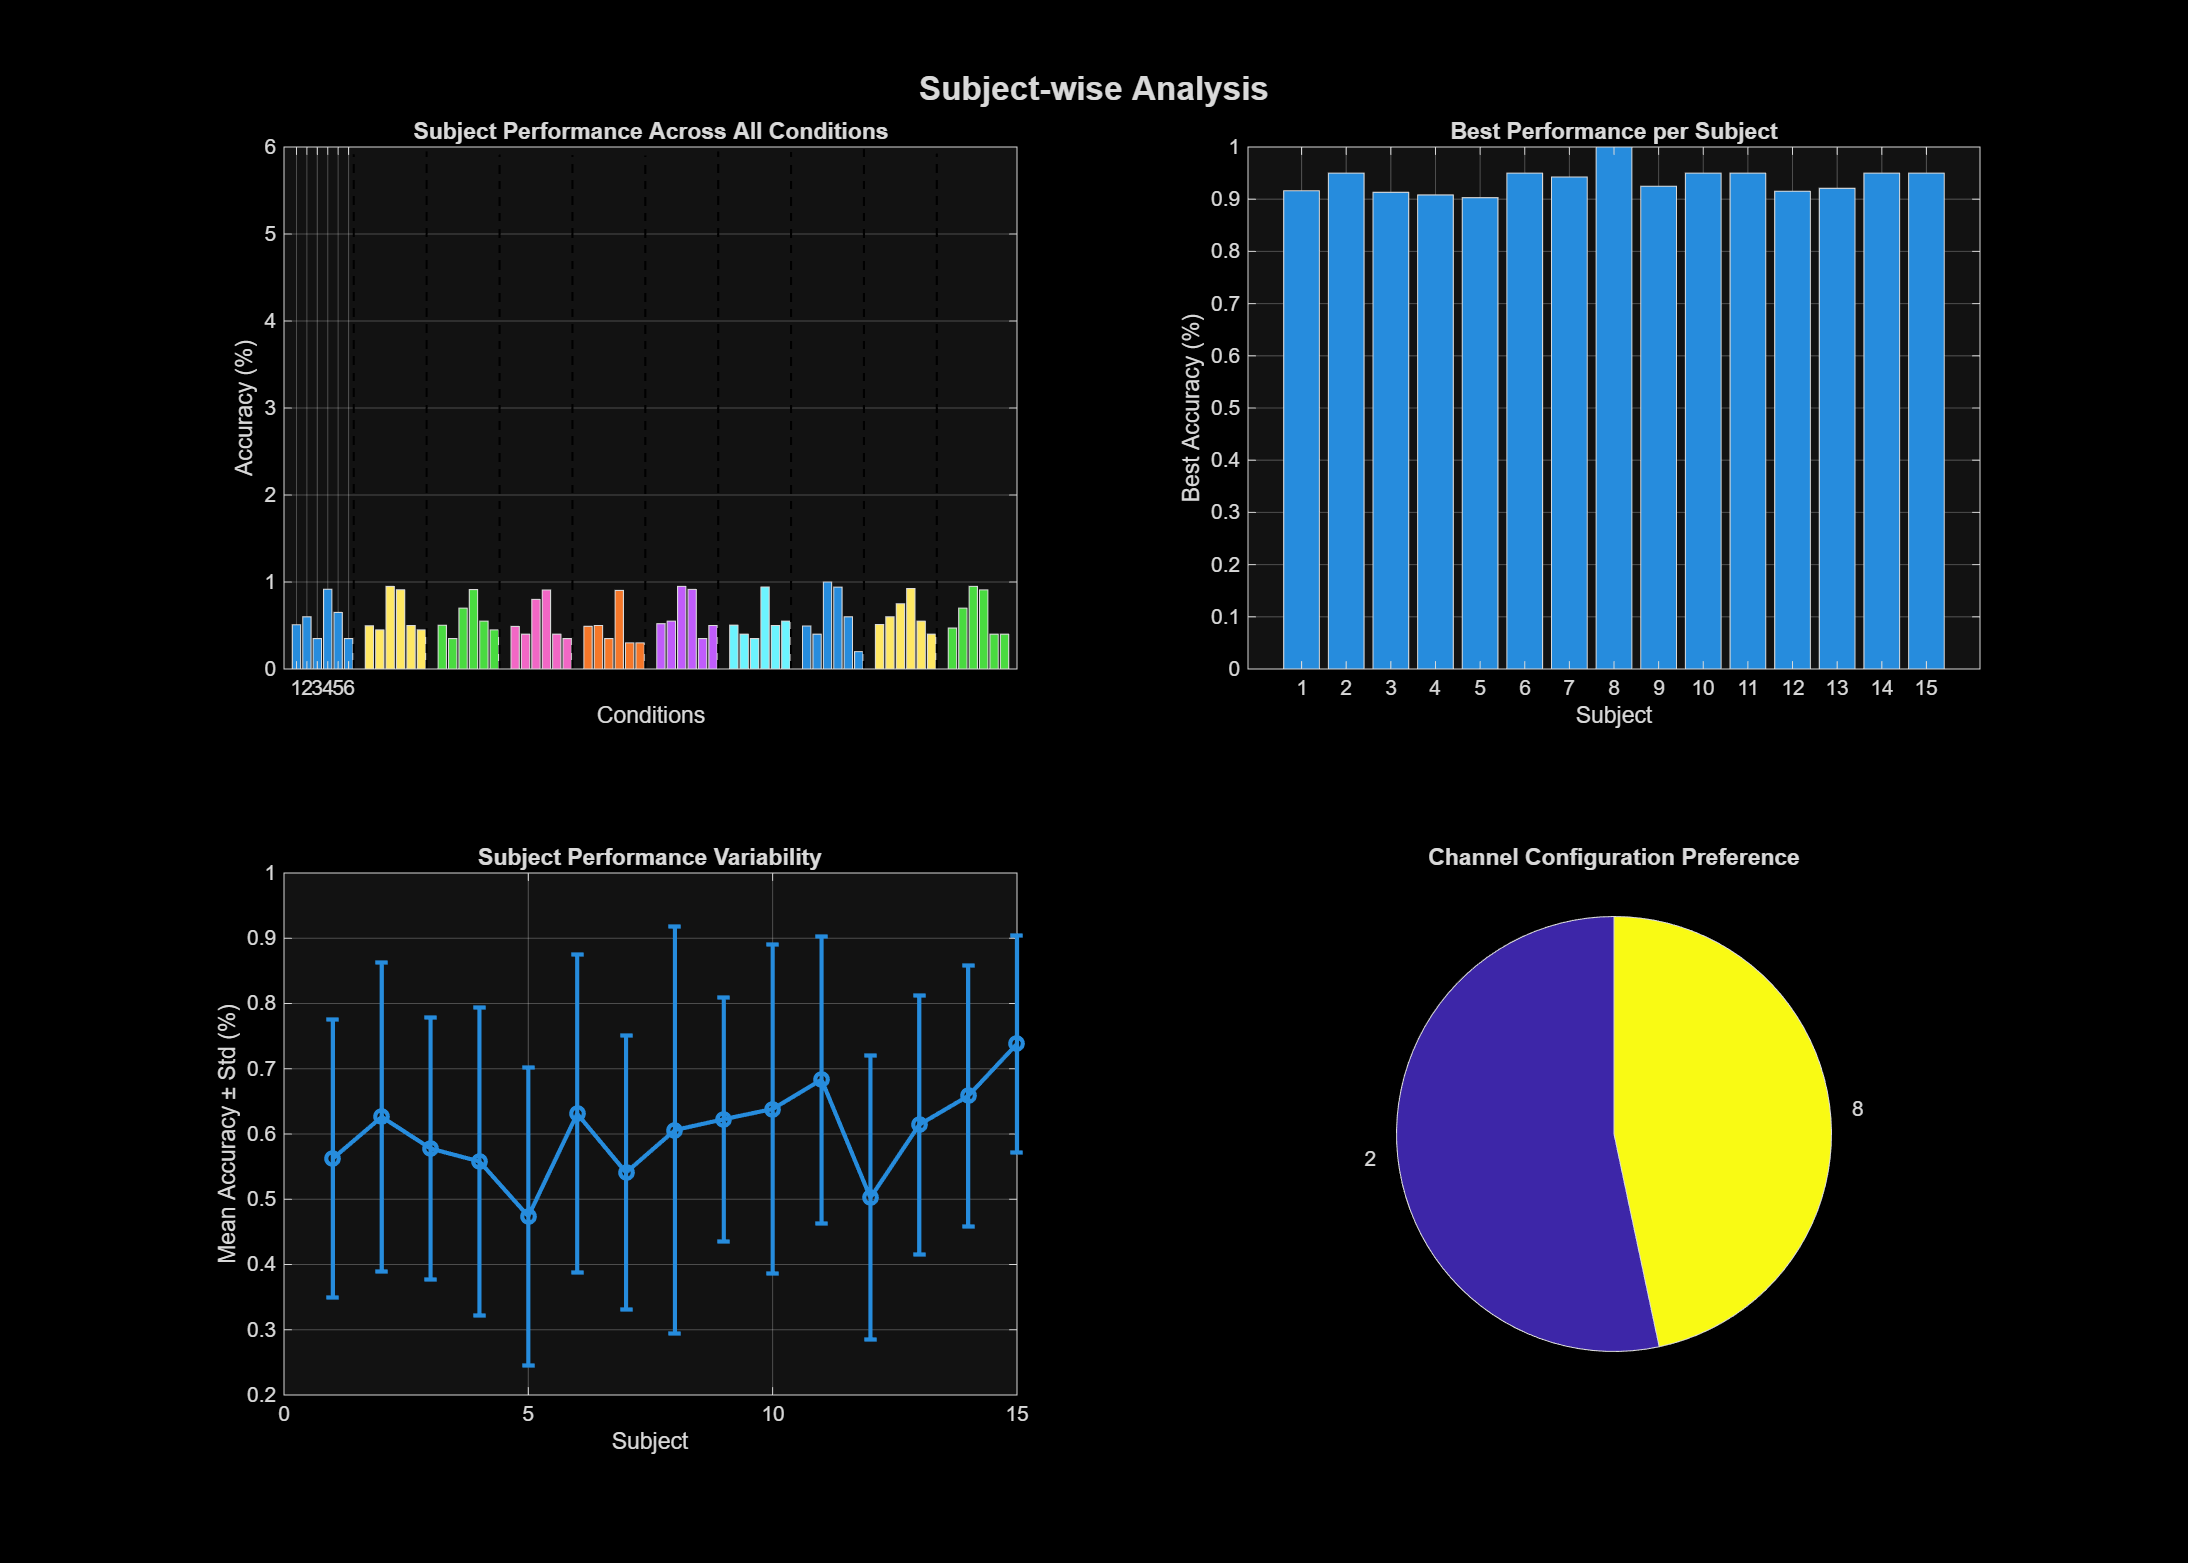 Subject-wise Analysis
Subject Performance Across All Conditions
6
5
4
3
2
1
0
Accuracy (%)
123456
Conditions
Best Performance per Subject
1
0.9
0.8
0.7
0.6
0.5
0.4
0.3
0.2
0.1
0
Best Accuracy (%)
1 2 3 4 5 6 7 8 9 10 11 12 13 14 15
Subject
Subject Performance Variability
1
0.9
0.8
0.7
0.6
0.5
0.4
0.3
0.2
Mean Accuracy ± Std (%)
0 5 10 15
Subject
Channel Configuration Preference
8
2